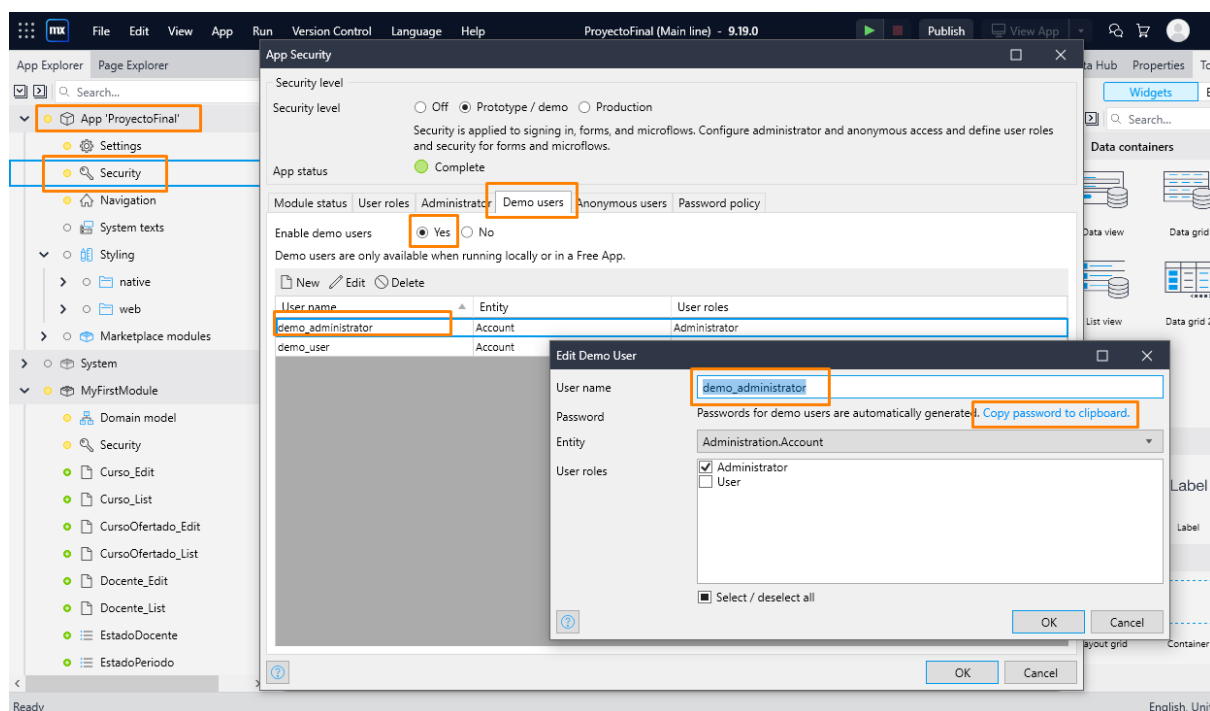 mx File Edit View App Run Version Control Language Help ProyectoFinal (Main line) - 9.19.0 Publish View App
App Explorer Page Explorer
Search...
App 'ProyectoFinal'
Settings
Security
Navigation
System texts
Styling
native
web
Marketplace modules
System
MyFirstModule
Domain model
Security
Curso_Edit
Curso_List
CursoOfertado_Edit
CursoOfertado_List
Docente_Edit
Docente_List
EstadoDocente
EstadoPeriodo
Ready
App Security
Security level
Security level Off Prototype / demo Production
Security is applied to signing in, forms, and microflows. Configure administrator and anonymous access and define user roles
and security for forms and microflows.
App status Complete
Module status User roles Administrator Demo users Anonymous users Password policy
Enable demo users Yes No
Demo users are only available when running locally or in a Free App.
New Edit Delete
User name Entity User roles
demo_administrator Account Administrator
demo_user Account
OK Cancel
Edit Demo User
User name demo_administrator
Password Passwords for demo users are automatically generated. Copy password to clipboard.
Entity Administration.Account
User roles Administrator
User
Select / deselect all
OK Cancel
Hub Properties
Widgets
Search...
Data containers
Data view Data grid
List view Data grid 2
Label
Label
layout grid Container
English,